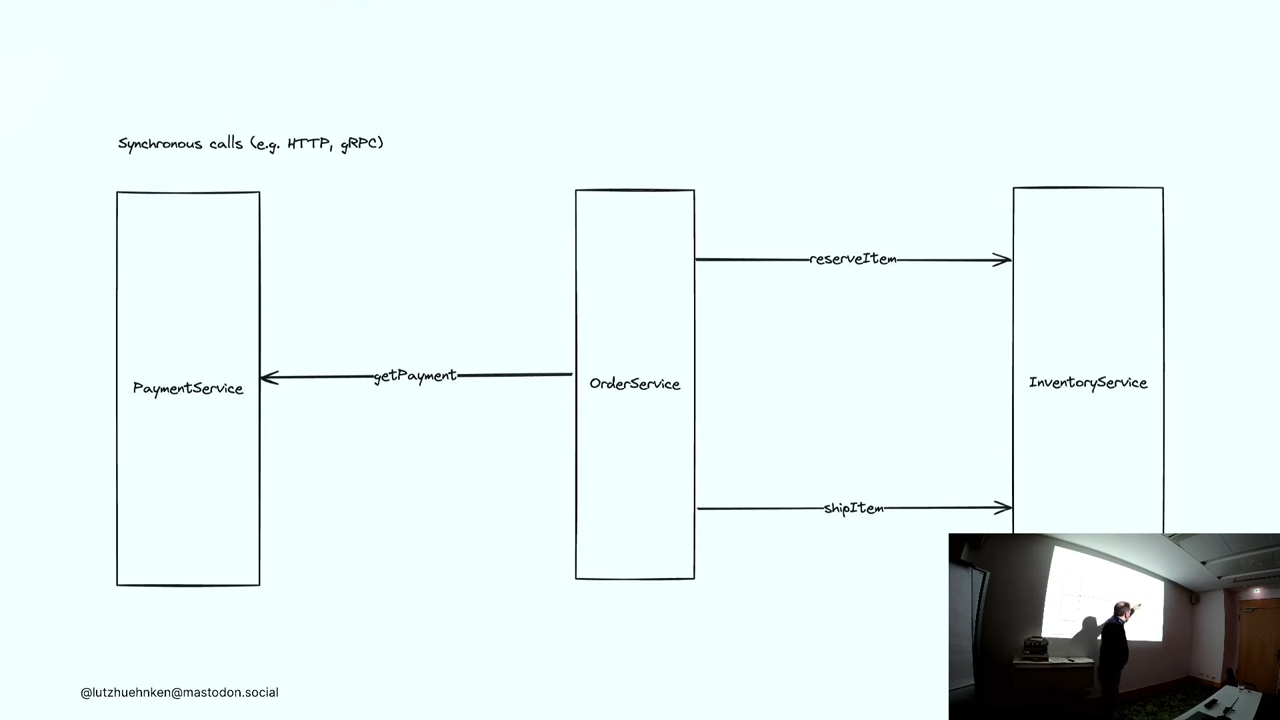 Synchronous calls (e.g. HTTP, gRPC)
reserveItem
getPayment
PaymentService
OrderService
InventoryService
shipItem
@lutzhuehnken@mastodon.social